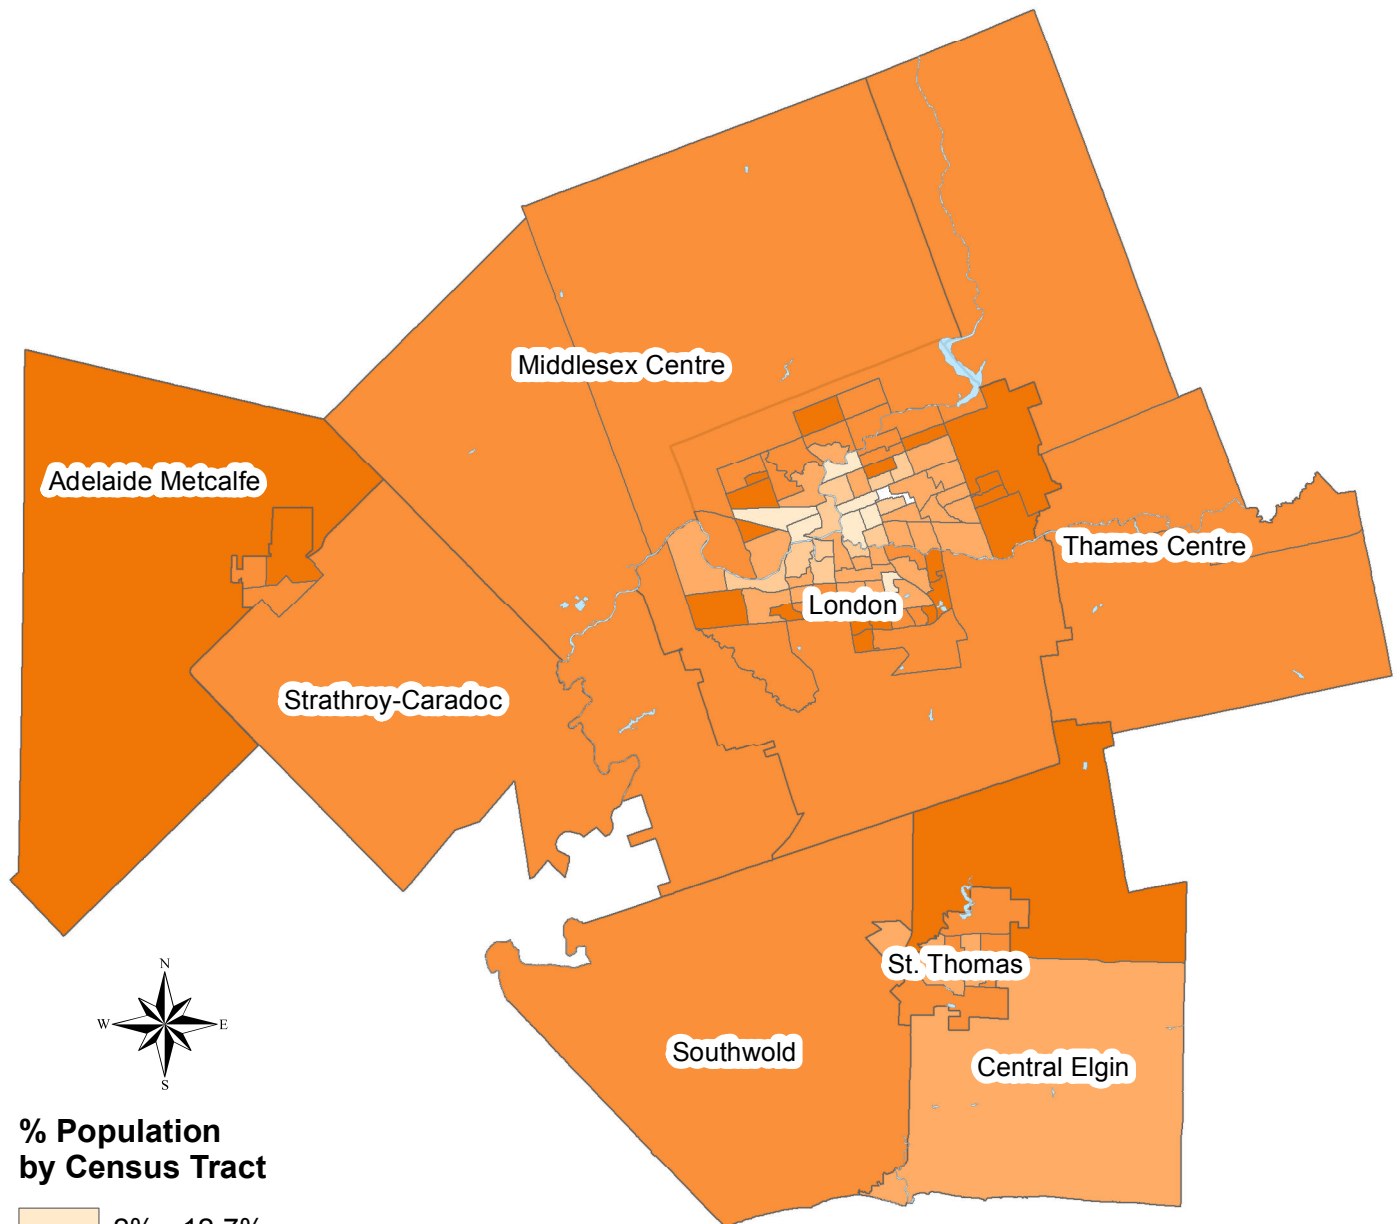 Middlesex Centre
Adelaide Metcalfe
Thames Centre
London
Strathroy-Caradoc
St. Thomas
N
W
E
S
Southwold
Central Elgin
% Population
by Census Tract